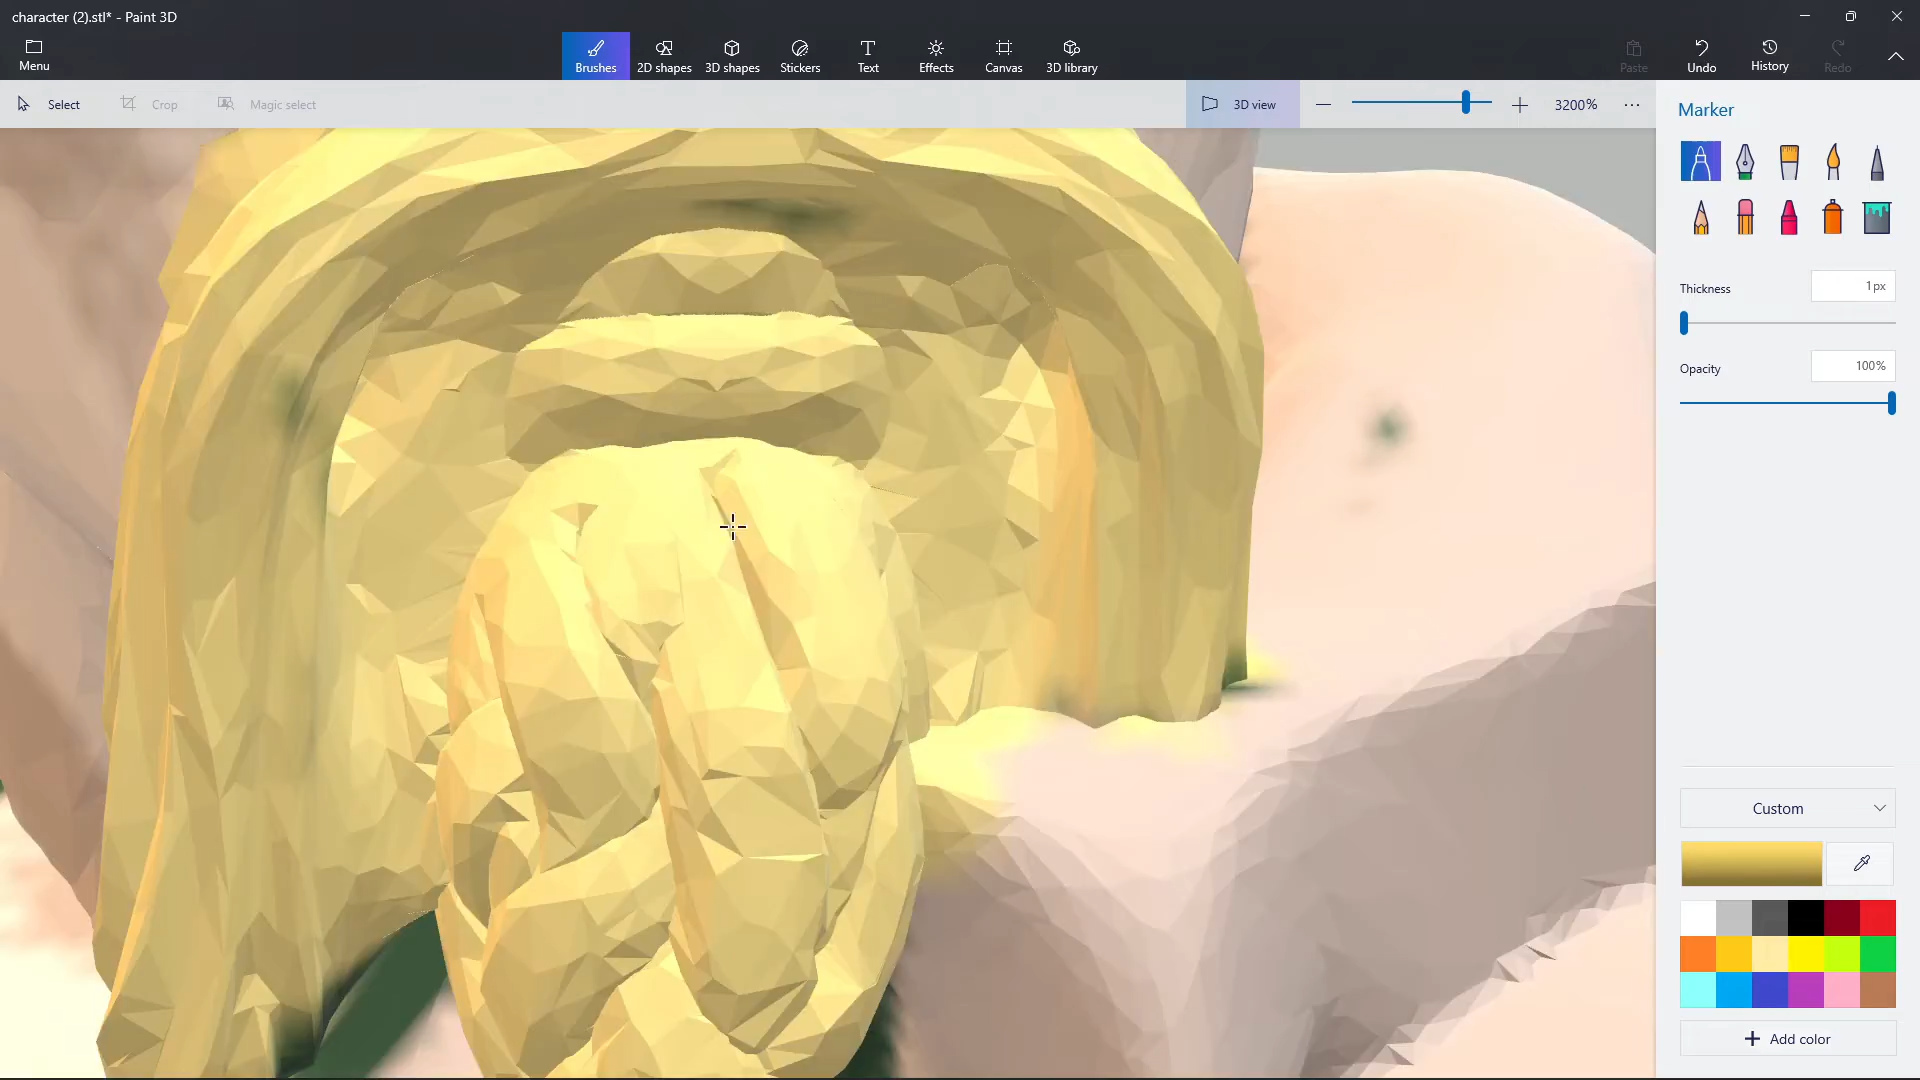 character (2).stl* - Paint 3D
Menu
Brushes
2D shapes
3D shapes
Stickers
Text
Effects
Canvas
3D library
Paste
Undo
History
Redo
Select
Crop
Magic select
3D view
3200%
Marker
Thickness
1px
Opacity
100%
Custom
Add color